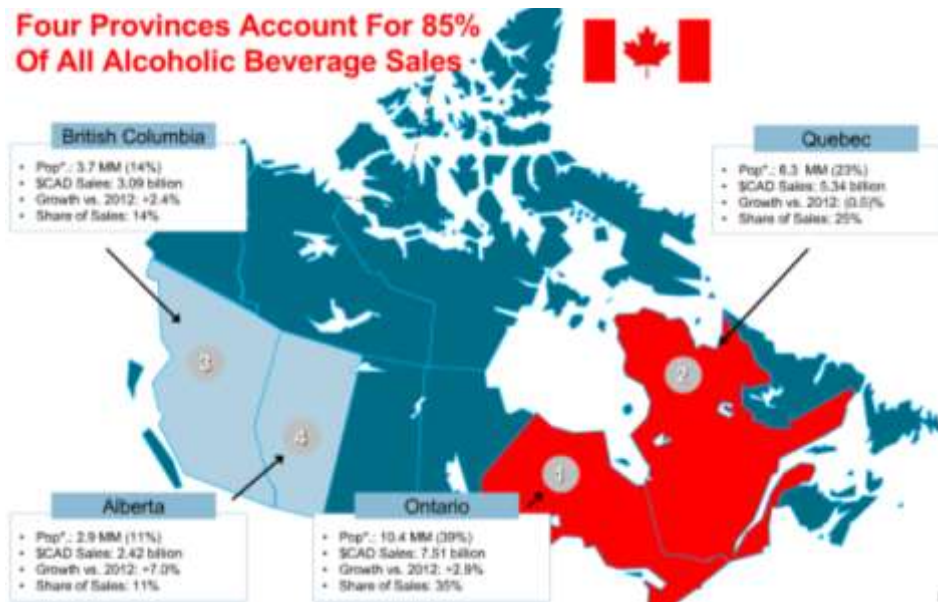 Four Provinces Account For 85%
Of All Alcoholic Beverage Sales
British Columbia
• Pop*.: 3.7 MM (14%)
• $CAD Sales: 3.09 billion
• Growth vs. 2012: +2.4%
• Share of Sales: 14%
Quebec
• Pop*.: 6.3 MM (23%)
• $CAD Sales: 5.34 billion
• Growth vs. 2012: (0.5)%
• Share of Sales: 25%
3
2
4
1
Alberta
• Pop*.: 2.9 MM (11%)
• $CAD Sales: 2.42 billion
• Growth vs. 2012: +7.0%
• Share of Sales: 11%
Ontario
• Pop*.: 10.4 MM (39%)
• $CAD Sales: 7.51 billion
• Growth vs. 2012: +2.9%
• Share of Sales: 35%